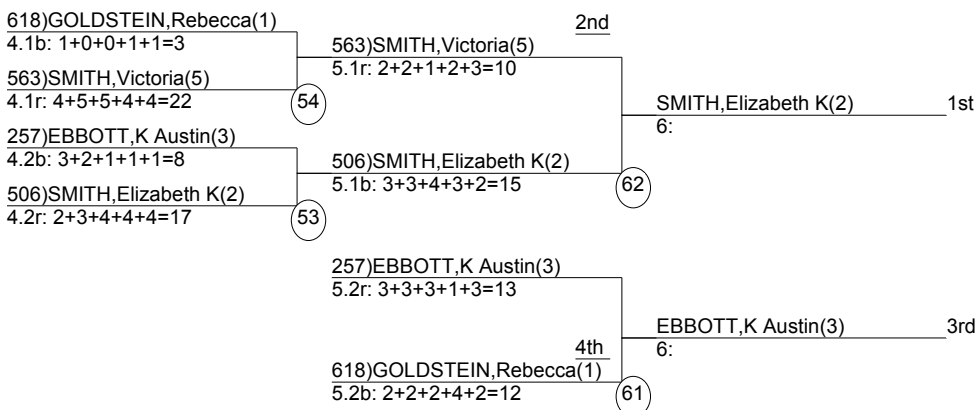 618)GOLDSTEIN,Rebecca(1)
4.1b: 1+0+0+1+1=3
563)SMITH,Victoria(5)
4.1r: 4+5+5+4+4=22
54
257)EBBOTT,K Austin(3)
4.2b: 3+2+1+1+1=8
506)SMITH,Elizabeth K(2)
4.2r: 2+3+4+4+4=17
53
2nd
563)SMITH,Victoria(5)
5.1r: 2+2+1+2+3=10
506)SMITH,Elizabeth K(2)
5.1b: 3+3+4+3+2=15
62
SMITH,Elizabeth K(2)
1st
6:
257)EBBOTT,K Austin(3)
5.2r: 3+3+3+1+3=13
4th
618)GOLDSTEIN,Rebecca(1)
5.2b: 2+2+2+4+2=12
61
EBBOTT,K Austin(3)
3rd
6: